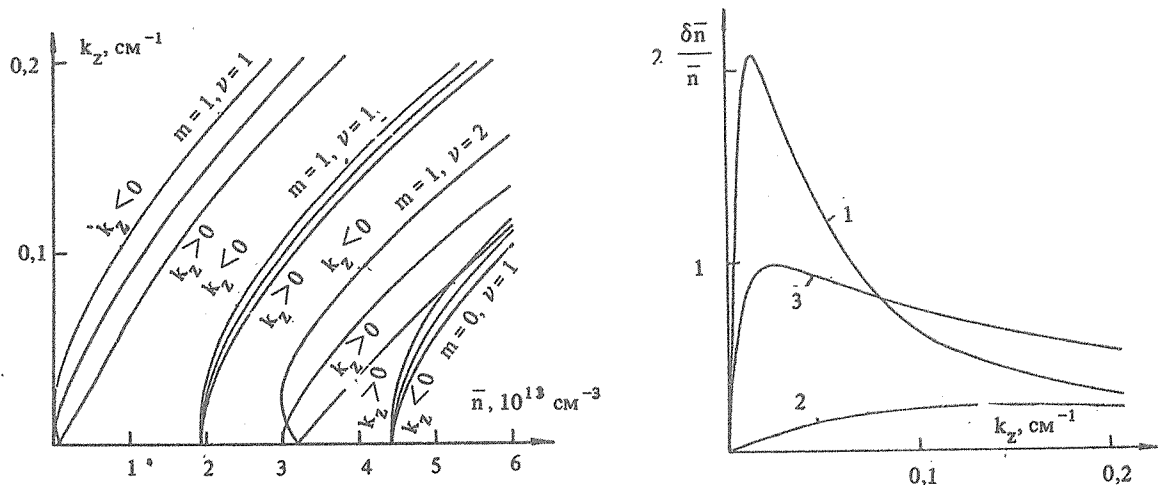 k_z, см⁻¹
0,2
0,1
m = 1, ν = 1
k_z < 0
k_z > 0
k_z < 0
m = 1, ν = 1
k_z > 0
k_z < 0
m = 1, ν = 2
k_z > 0
k_z > 0
k_z < 0
m = 0, ν = 1
n̄, 10¹³ см⁻³
1 2 3 4 5 6
δn̄
n̄
2
1
1
3
2
k_z, см⁻¹
0,1 0,2